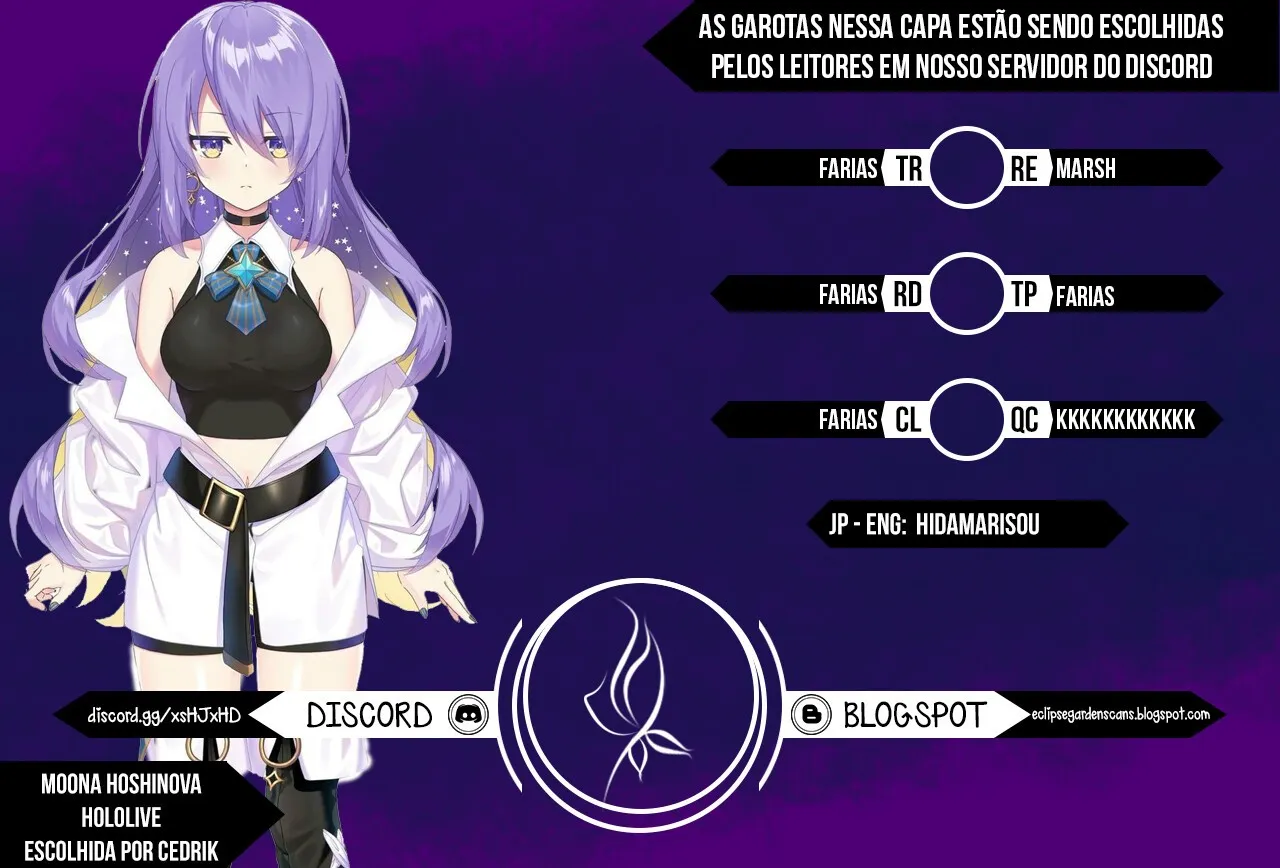 AS GAROTAS NESSA CAPA ESTÃO SENDO ESCOLHIDAS
PELOS LEITORES EM NOSSO SERVIDOR DO DISCORD
FARIAS TR RE MARSH
FARIAS RD TP FARIAS
FARIAS CL QC KKKKKKKKKKKK
JP - ENG: HIDAMARISOU
discord.gg/xsHJxHD DISCORD BLOGSPOT eclipsegardenscans.blogspot.com
MOONA HOSHINOVA
HOLOLIVE
ESCOLHIDA POR CEDRIK